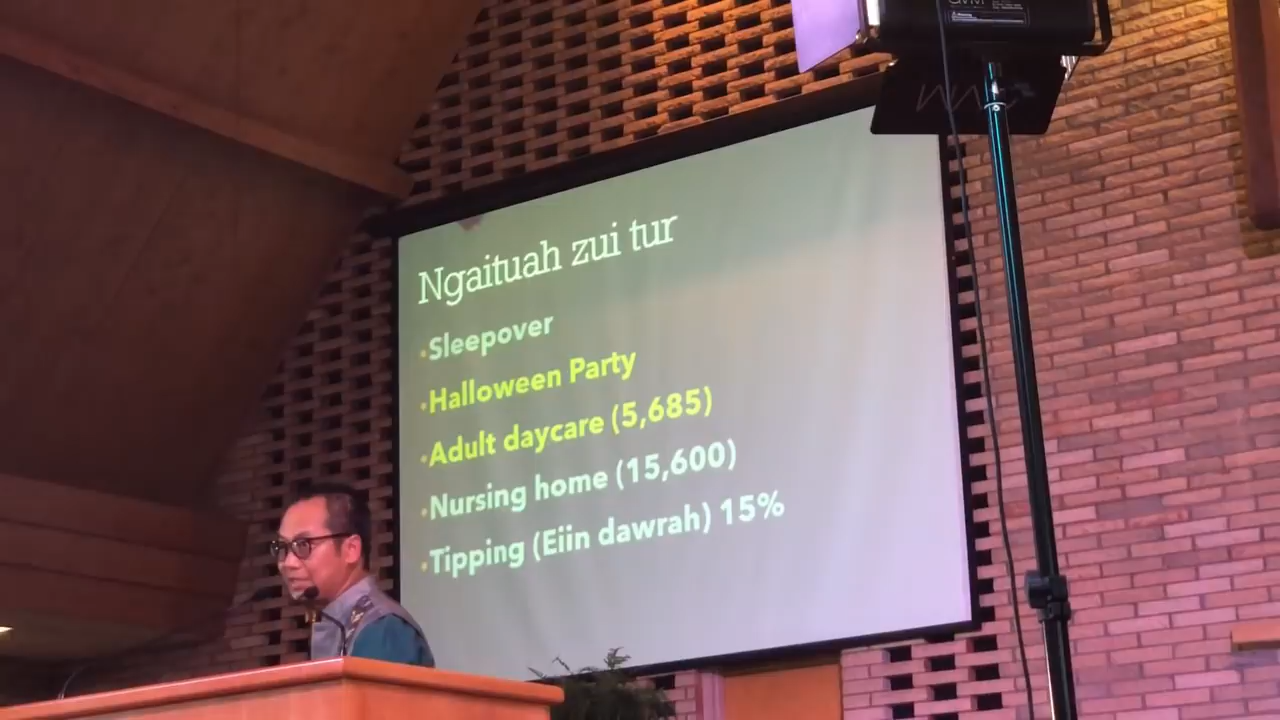 Ngaituah zui tur
•Sleepover
•Halloween Party
•Adult daycare (5,685)
•Nursing home (15,600)
•Tipping (Eiin dawrah) 15%